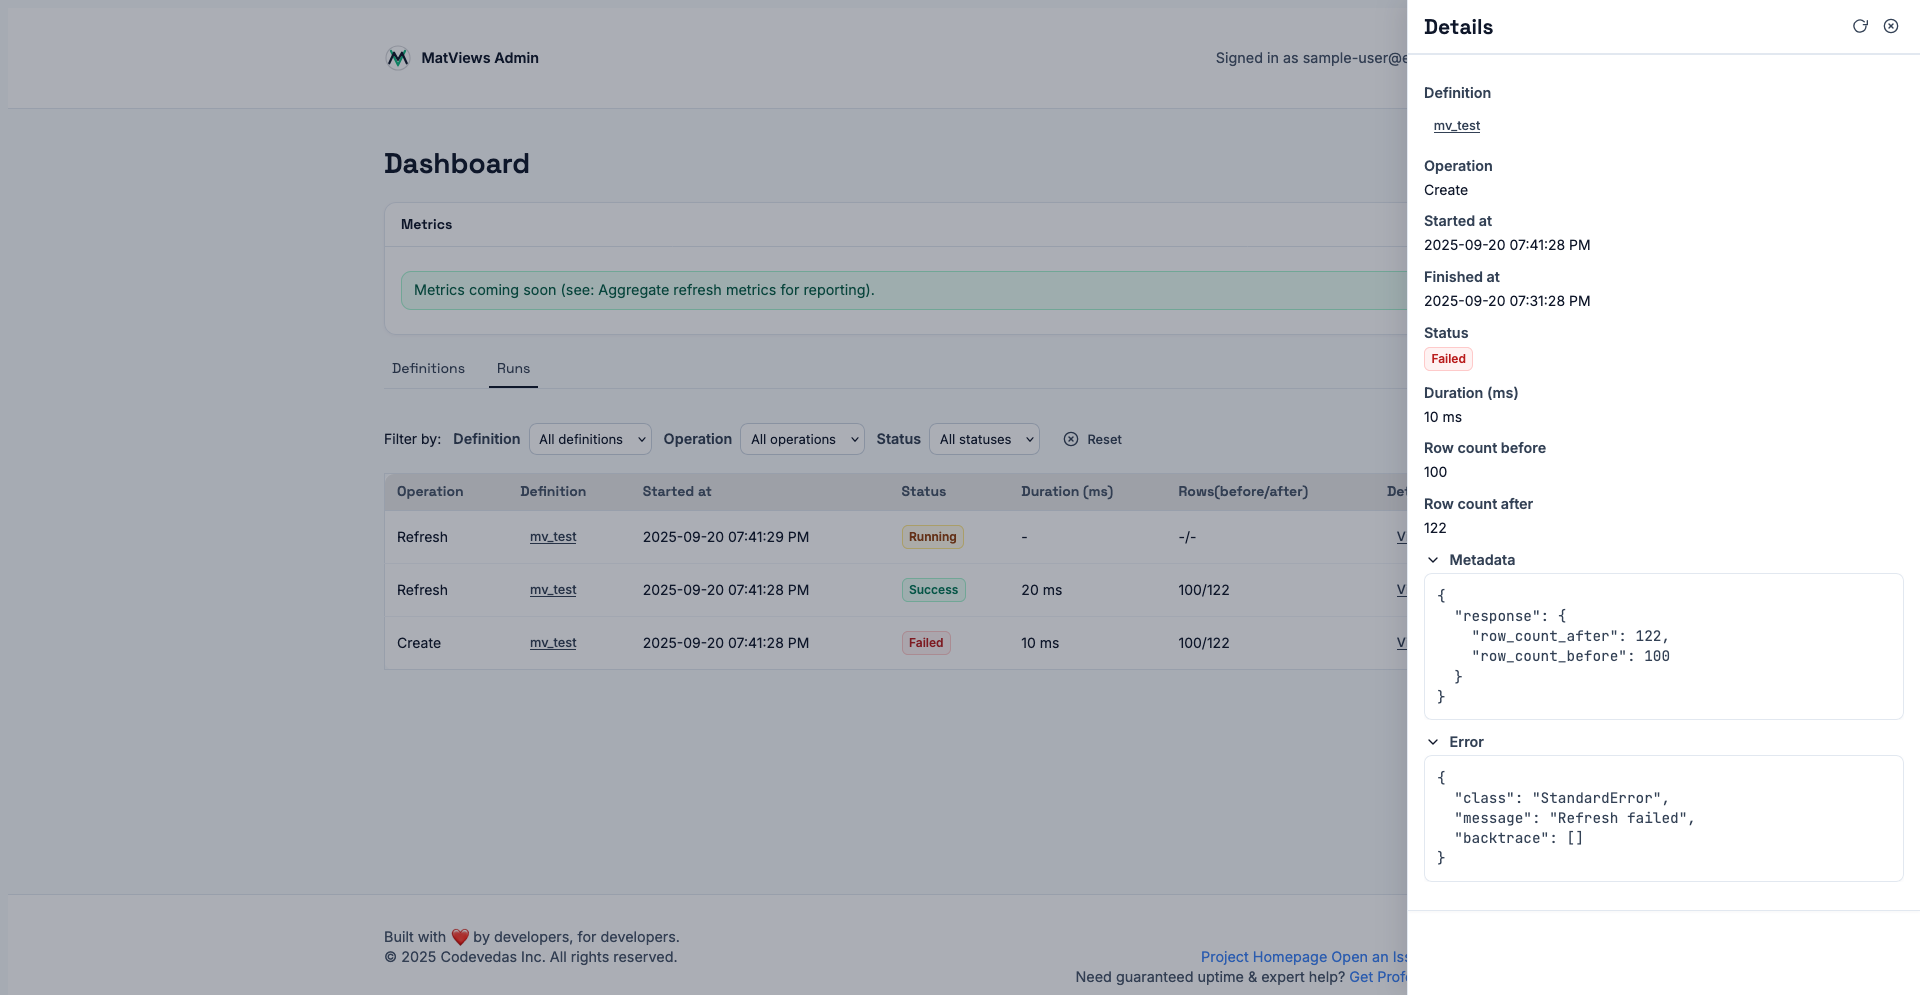 MatViews Admin
Signed in as sample-user@e
Dashboard
Metrics
Metrics coming soon (see: Aggregate refresh metrics for reporting).
Definitions Runs
Filter by: Definition All definitions Operation All operations Status All statuses Reset
Operation Definition Started at Status Duration (ms) Rows(before/after) Det
Refresh mv_test 2025-09-20 07:41:29 PM Running - -/- V
Refresh mv_test 2025-09-20 07:41:28 PM Success 20 ms 100/122 V
Create mv_test 2025-09-20 07:41:28 PM Failed 10 ms 100/122 V
Built with ❤️ by developers, for developers.
© 2025 Codevedas Inc. All rights reserved.
Project Homepage Open an Iss
Need guaranteed uptime & expert help? Get Profe
Details
Definition
mv_test
Operation
Create
Started at
2025-09-20 07:41:28 PM
Finished at
2025-09-20 07:31:28 PM
Status
Failed
Duration (ms)
10 ms
Row count before
100
Row count after
122
Metadata
{
  "response": {
    "row_count_after": 122,
    "row_count_before": 100
  }
}
Error
{
  "class": "StandardError",
  "message": "Refresh failed",
  "backtrace": []
}